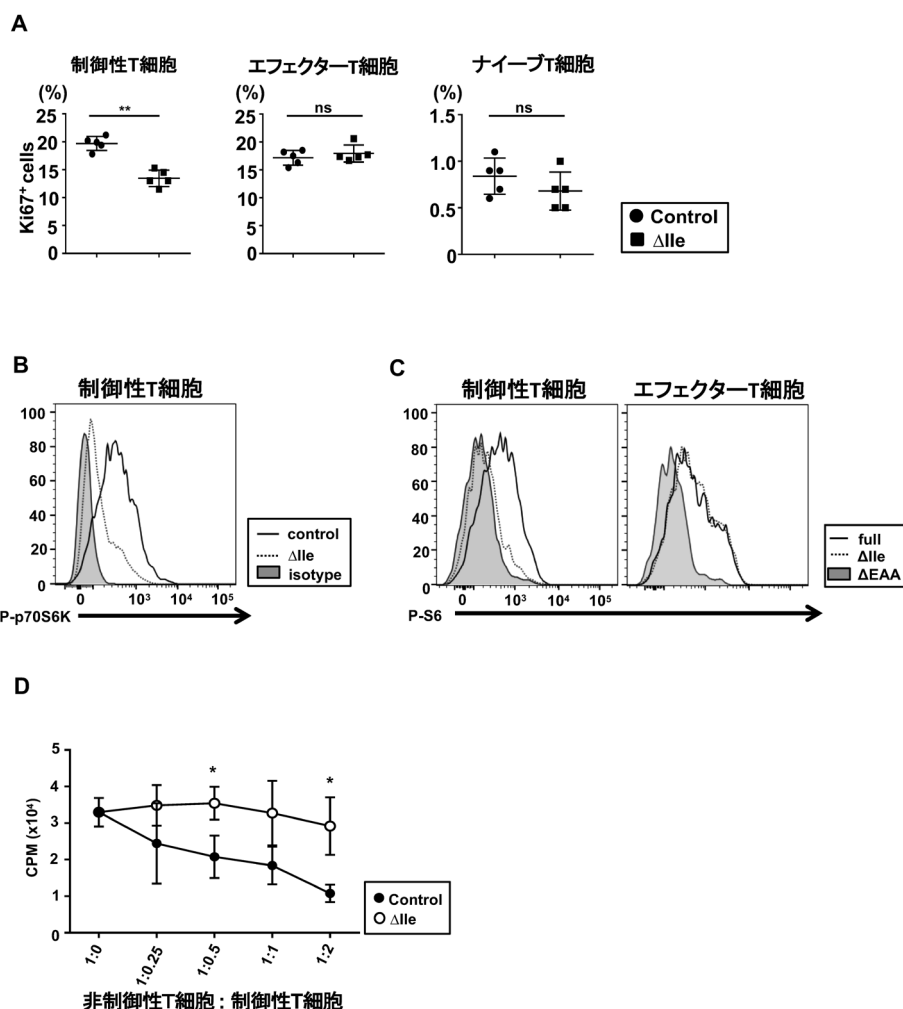 A
制御性T細胞
エフェクターT細胞
ナイーブT細胞
(%)
(%)
(%)
Ki67+ cells
25
20
15
10
5
0
**
25
20
15
10
5
0
ns
1.5
1.0
0.5
0
ns
Control
ΔIle
B
制御性T細胞
100
80
60
40
20
0
0
10³
10⁴
10⁵
P-p70S6K
control
ΔIle
isotype
C
制御性T細胞
エフェクターT細胞
100
80
60
40
20
0
0
10³
10⁴
10⁵
P-S6
full
ΔIle
ΔEAA
D
CPM (x10⁴)
5
4
3
2
1
0
*
*
1:0
1:0.25
1:0.5
1:1
1:2
非制御性T細胞 : 制御性T細胞
Control
ΔIle